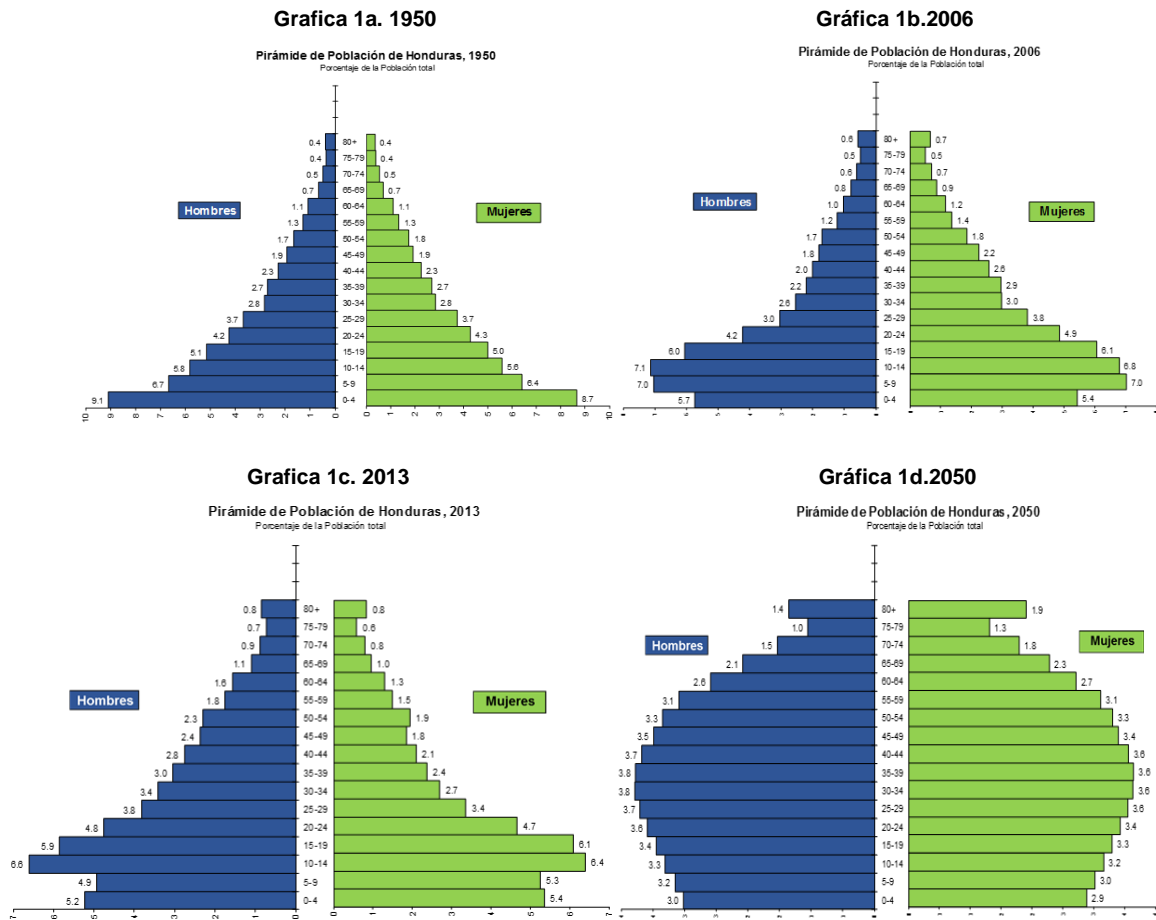 Grafica 1a. 1950
Pirámide de Población de Honduras, 1950
Porcentaje de la Población total
Hombres
Mujeres
0.4 80+ 0.4
0.4 75-79 0.4
0.5 70-74 0.5
0.7 65-69 0.7
1.1 60-64 1.1
1.3 55-59 1.3
1.7 50-54 1.8
1.9 45-49 1.9
2.3 40-44 2.3
2.7 35-39 2.7
2.8 30-34 2.8
3.7 25-29 3.7
4.2 20-24 4.3
5.1 15-19 5.0
5.8 10-14 5.6
6.7 5-9 6.4
9.1 0-4 8.7
10 9 8 7 6 5 4 3 2 1 0 0 1 2 3 4 5 6 7 8 9 10
Gráfica 1b.2006
Pirámide de Población de Honduras, 2006
Porcentaje de la Población total
Hombres
Mujeres
0.6 80+ 0.7
0.5 75-79 0.5
0.6 70-74 0.7
0.8 65-69 0.9
1.0 60-64 1.2
1.2 55-59 1.4
1.7 50-54 1.8
1.8 45-49 2.2
2.0 40-44 2.6
2.2 35-39 2.9
2.6 30-34 3.0
3.0 25-29 3.8
4.2 20-24 4.9
6.0 15-19 6.1
7.1 10-14 6.8
7.0 5-9 7.0
5.7 0-4 5.4
Grafica 1c. 2013
Pirámide de Población de Honduras, 2013
Porcentaje de la Población total
Hombres
Mujeres
0.8 80+ 0.8
0.7 75-79 0.6
0.9 70-74 0.8
1.1 65-69 1.0
1.6 60-64 1.3
1.8 55-59 1.5
2.3 50-54 1.9
2.4 45-49 1.8
2.8 40-44 2.1
3.0 35-39 2.4
3.4 30-34 2.7
3.8 25-29 3.4
4.8 20-24 4.7
5.9 15-19 6.1
6.6 10-14 6.4
4.9 5-9 5.3
5.2 0-4 5.4
7 6 5 4 3 2 1 0 0 1 2 3 4 5 6 7
Gráfica 1d.2050
Pirámide de Población de Honduras, 2050
Porcentaje de la Población total
Hombres
Mujeres
1.4 80+ 1.9
1.0 75-79 1.3
1.5 70-74 1.8
2.1 65-69 2.3
2.6 60-64 2.7
3.1 55-59 3.1
3.3 50-54 3.3
3.5 45-49 3.4
3.7 40-44 3.6
3.8 35-39 3.6
3.8 30-34 3.6
3.7 25-29 3.6
3.6 20-24 3.4
3.4 15-19 3.3
3.3 10-14 3.2
3.2 5-9 3.0
3.0 0-4 2.9